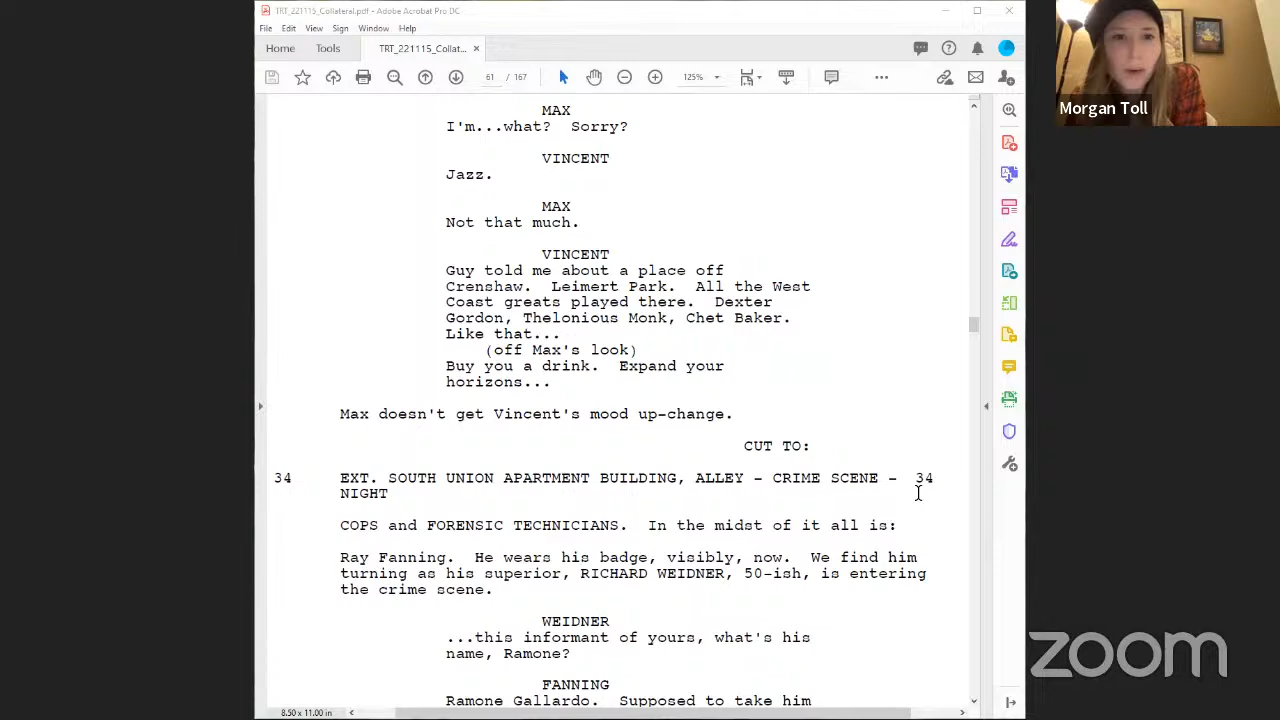 TRT_221115_Collateral.pdf - Adobe Acrobat Pro DC
File Edit View Sign Window Help
Home Tools TRT_221115_Collat... ×
61 / 167 125%
MAX
I'm...what? Sorry?
VINCENT
Jazz.
MAX
Not that much.
VINCENT
Guy told me about a place off
Crenshaw. Leimert Park. All the West
Coast greats played there. Dexter
Gordon, Thelonious Monk, Chet Baker.
Like that...
(off Max's look)
Buy you a drink. Expand your
horizons...
Max doesn't get Vincent's mood up-change.
CUT TO:
34 EXT. SOUTH UNION APARTMENT BUILDING, ALLEY - CRIME SCENE - 34
NIGHT
COPS and FORENSIC TECHNICIANS. In the midst of it all is:
Ray Fanning. He wears his badge, visibly, now. We find him
turning as his superior, RICHARD WEIDNER, 50-ish, is entering
the crime scene.
WEIDNER
...this informant of yours, what's his
name, Ramone?
FANNING
Ramone Gallardo. Supposed to take him
8.50 x 11.00 in
Morgan Toll
zoom